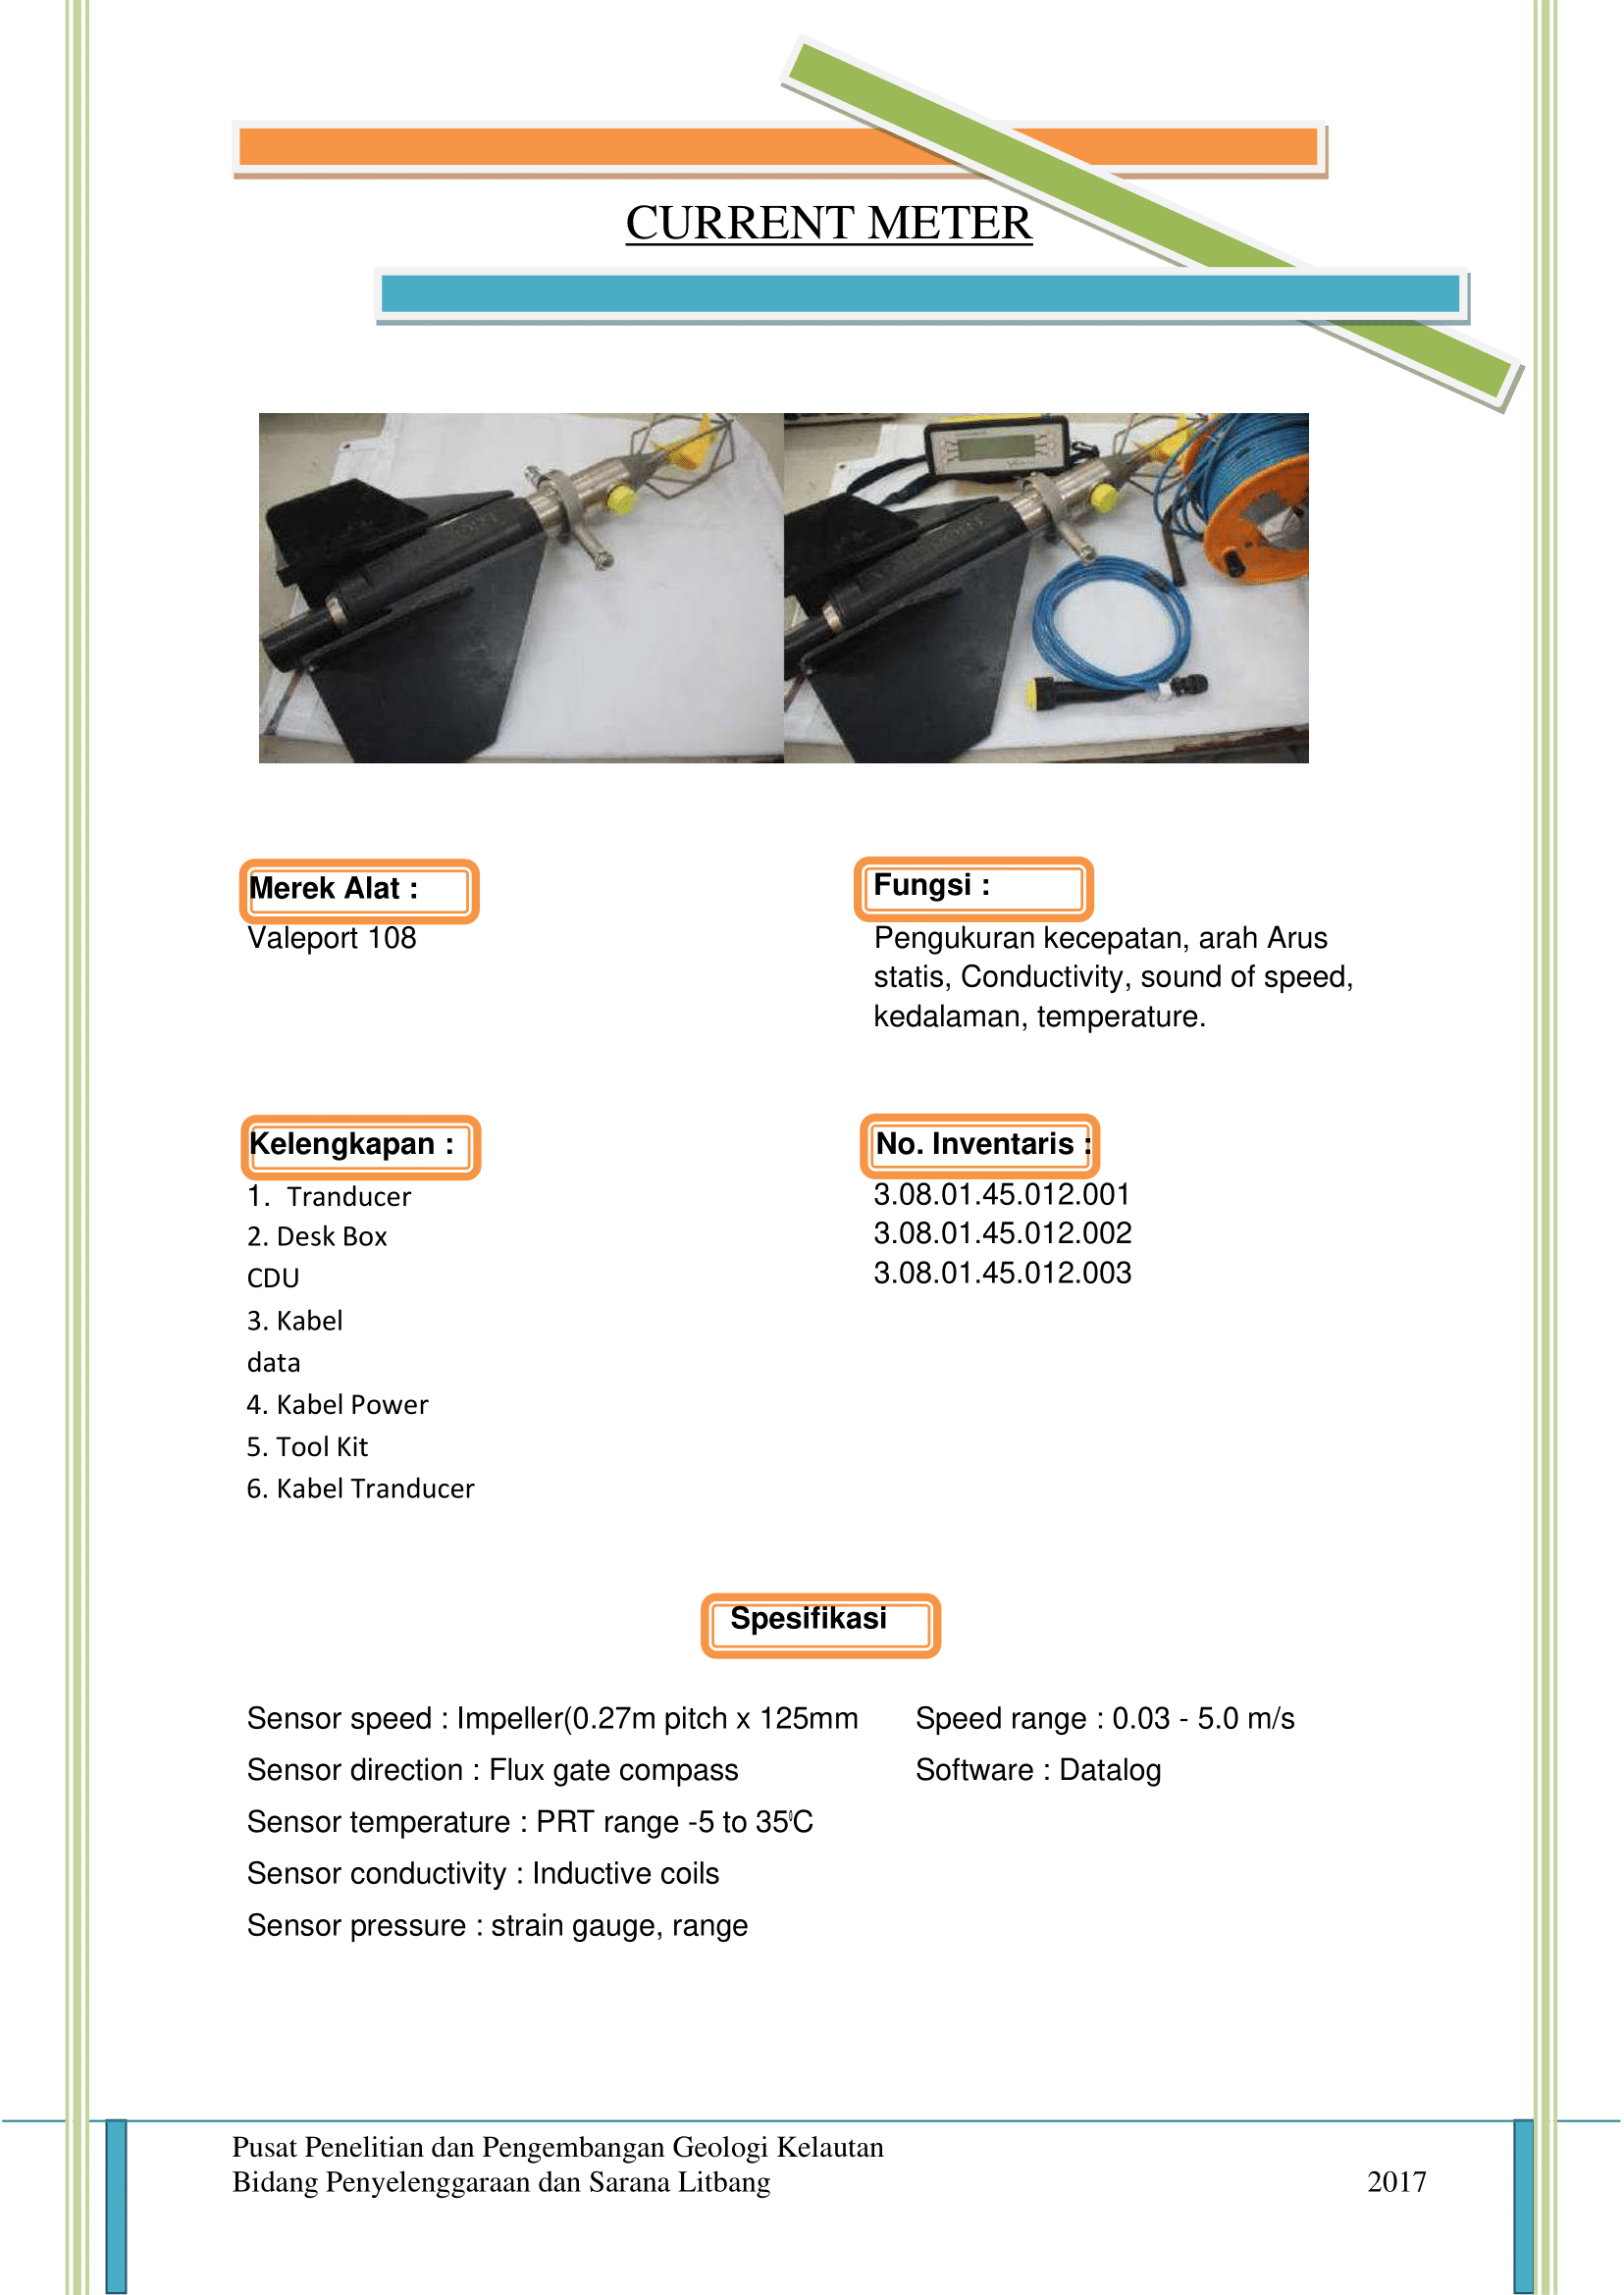 CURRENT METER
Merek Alat :
Valeport 108
Fungsi :
Pengukuran kecepatan, arah Arus
statis, Conductivity, sound of speed,
kedalaman, temperature.
Kelengkapan :
1. Tranducer
2. Desk Box
CDU
3. Kabel
data
4. Kabel Power
5. Tool Kit
6. Kabel Tranducer
No. Inventaris :
3.08.01.45.012.001
3.08.01.45.012.002
3.08.01.45.012.003
Spesifikasi
Sensor speed : Impeller(0.27m pitch x 125mm
Sensor direction : Flux gate compass
Sensor temperature : PRT range -5 to 35⁰C
Sensor conductivity : Inductive coils
Sensor pressure : strain gauge, range
Speed range : 0.03 - 5.0 m/s
Software : Datalog
Pusat Penelitian dan Pengembangan Geologi Kelautan
Bidang Penyelenggaraan dan Sarana Litbang 2017